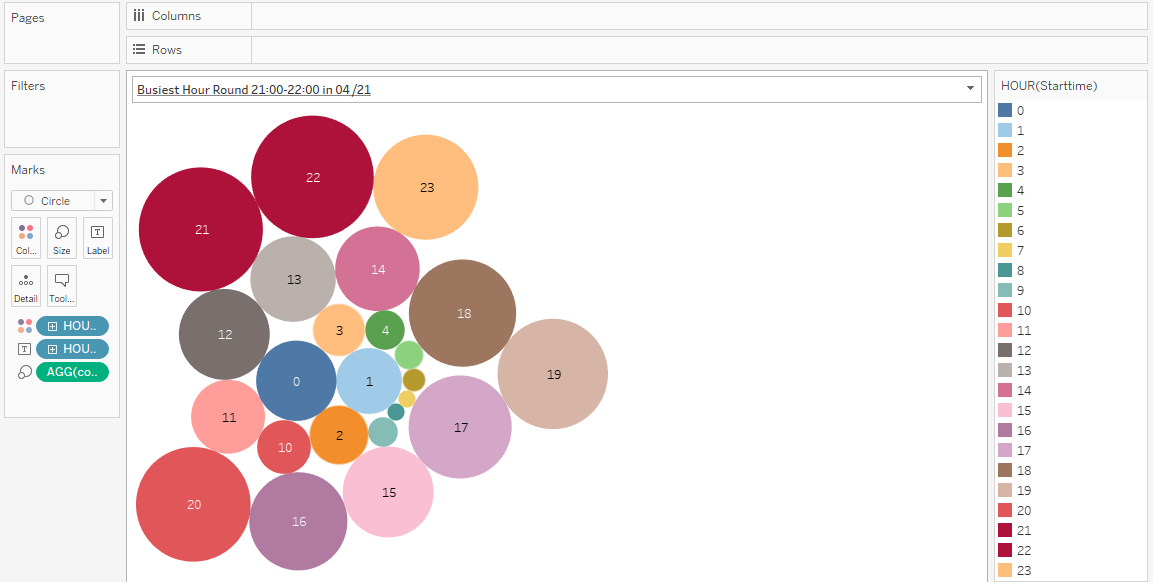 Pages
Columns
Rows
Filters
Marks
Circle
Col...
Size
Label
Detail
Tool...
HOU..
HOU..
AGG(co..
Busiest Hour Round 21:00-22:00 in 04/21
22
23
21
13
14
18
12
3
4
19
0
1
11
2
17
10
15
20
16
HOUR(Starttime)
0
1
2
3
4
5
6
7
8
9
10
11
12
13
14
15
16
17
18
19
20
21
22
23